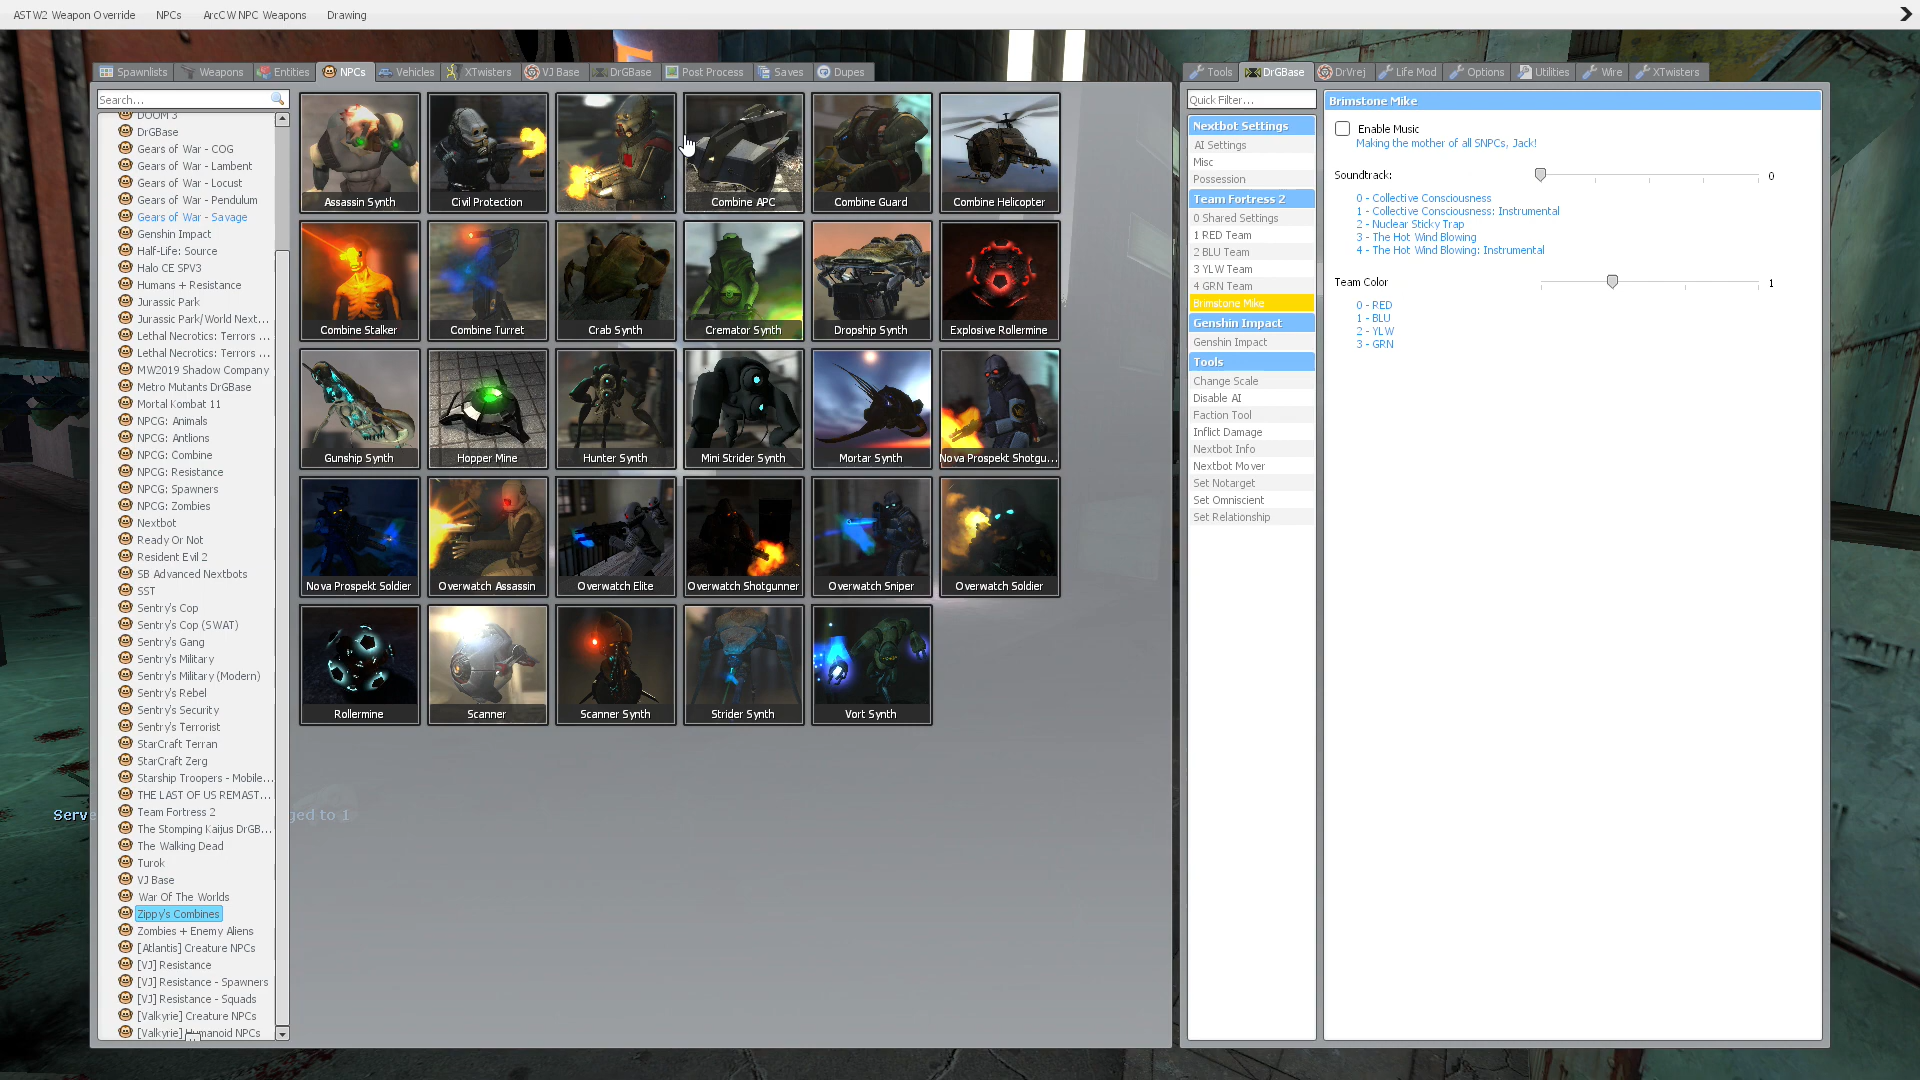 ASTW2 Weapon Override NPCs ArcCW NPC Weapons Drawing
Spawnlists Weapons Entities NPCs Vehicles XTwisters VJ Base DrGBase Post Process Saves Dupes
Tools DrGBase DrVrej Life Mod Options Utilities Wire XTwisters
Search...
DOOM 3
DrGBase
Gears of War - COG
Gears of War - Lambent
Gears of War - Locust
Gears of War - Pendulum
Gears of War - Savage
Genshin Impact
Half-Life: Source
Halo CE SPV3
Humans + Resistance
Jurassic Park
Jurassic Park/World Next...
Lethal Necrotics: Terrors ...
Lethal Necrotics: Terrors ...
MW2019 Shadow Company
Metro Mutants DrGBase
Mortal Kombat 11
NPCG: Animals
NPCG: Antlions
NPCG: Combine
NPCG: Resistance
NPCG: Spawners
NPCG: Zombies
Nextbot
Ready Or Not
Resident Evil 2
SB Advanced Nextbots
SST
Sentry's Cop
Sentry's Cop (SWAT)
Sentry's Gang
Sentry's Military
Sentry's Military (Modern)
Sentry's Rebel
Sentry's Security
Sentry's Terrorist
StarCraft Terran
StarCraft Zerg
Starship Troopers - Mobile...
THE LAST OF US REMAST...
Team Fortress 2
The Stomping Kaijus DrGB...
The Walking Dead
Turok
VJ Base
War Of The Worlds
Zippy's Combines
Zombies + Enemy Aliens
[Atlantis] Creature NPCs
[VJ] Resistance
[VJ] Resistance - Spawners
[VJ] Resistance - Squads
[Valkyrie] Creature NPCs
[Valkyrie] Humanoid NPCs
Serve
ged to 1
Assassin Synth Civil Protection Combine APC Combine Guard Combine Helicopter
Combine Stalker Combine Turret Crab Synth Cremator Synth Dropship Synth Explosive Rollermine
Gunship Synth Hopper Mine Hunter Synth Mini Strider Synth Mortar Synth Nova Prospekt Shotgu...
Nova Prospekt Soldier Overwatch Assassin Overwatch Elite Overwatch Shotgunner Overwatch Sniper Overwatch Soldier
Rollermine Scanner Scanner Synth Strider Synth Vort Synth
Quick Filter...
Nextbot Settings
AI Settings
Misc
Possession
Team Fortress 2
0 Shared Settings
1 RED Team
2 BLU Team
3 YLW Team
4 GRN Team
Brimstone Mike
Genshin Impact
Genshin Impact
Tools
Change Scale
Disable AI
Faction Tool
Inflict Damage
Nextbot Info
Nextbot Mover
Set Notarget
Set Omniscient
Set Relationship
Brimstone Mike
Enable Music
Making the mother of all SNPCs, Jack!
Soundtrack: 0
0 - Collective Consciousness
1 - Collective Consciousness: Instrumental
2 - Nuclear Sticky Trap
3 - The Hot Wind Blowing
4 - The Hot Wind Blowing: Instrumental
Team Color 1
0 - RED
1 - BLU
2 - YLW
3 - GRN